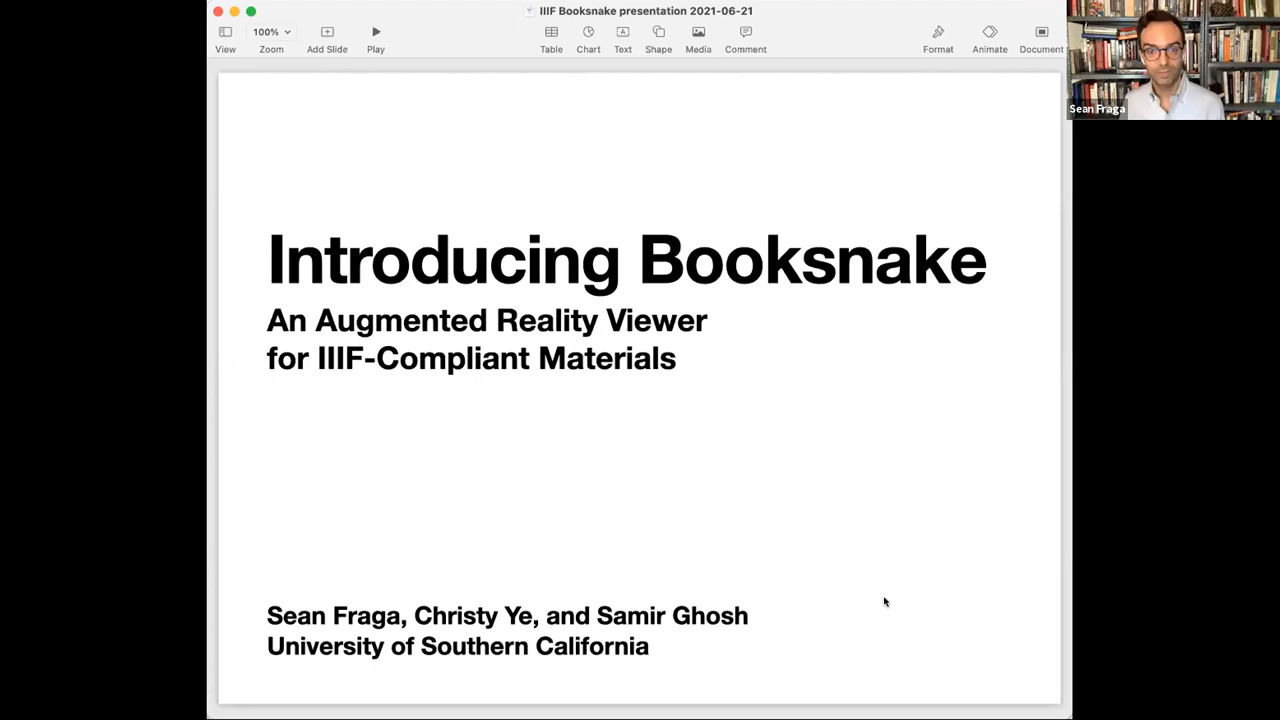 IIIF Booksnake presentation 2021-06-21
100%
View Zoom Add Slide Play Table Chart Text Shape Media Comment Format Animate Document
Sean Fraga
Introducing Booksnake
An Augmented Reality Viewer
for IIIF-Compliant Materials
Sean Fraga, Christy Ye, and Samir Ghosh
University of Southern California